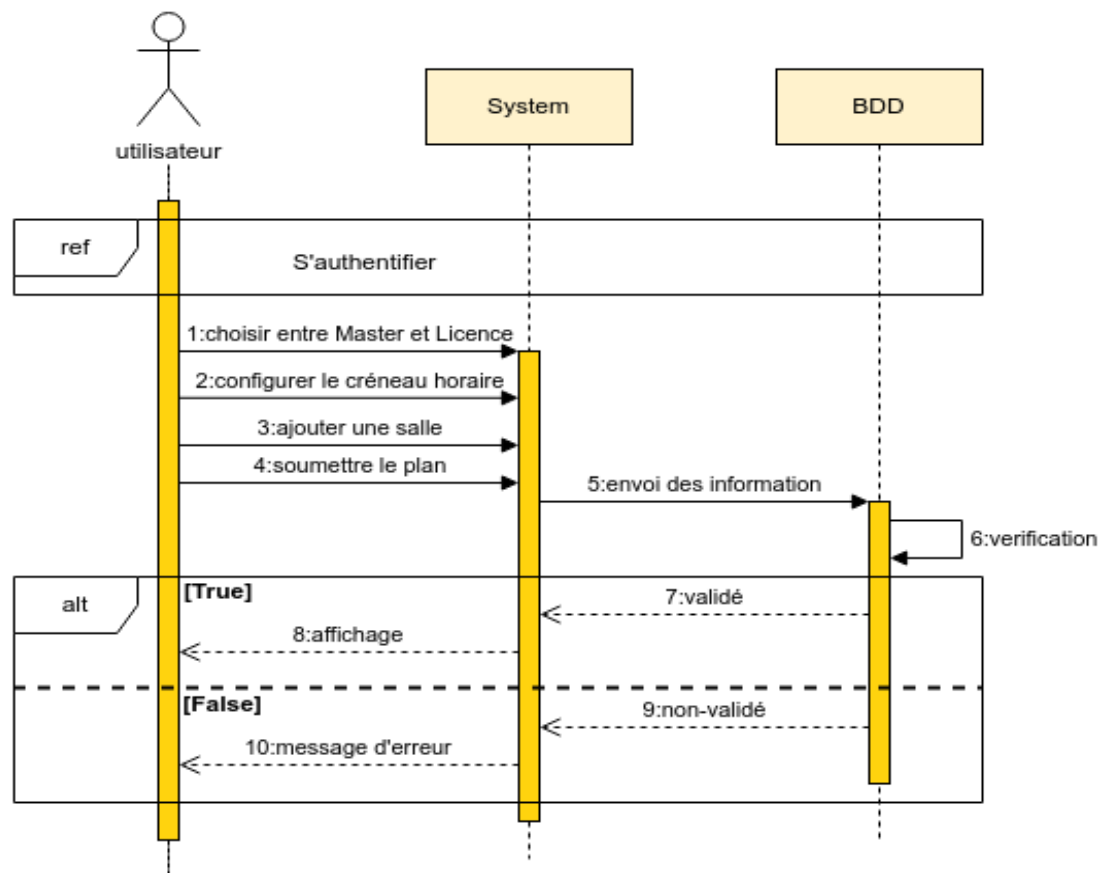 utilisateur
System
BDD
ref
S'authentifier
1:choisir entre Master et Licence
2:configurer le créneau horaire
3:ajouter une salle
4:soumettre le plan
5:envoi des information
6:verification
alt
[True]
7:validé
8:affichage
[False]
9:non-validé
10:message d'erreur